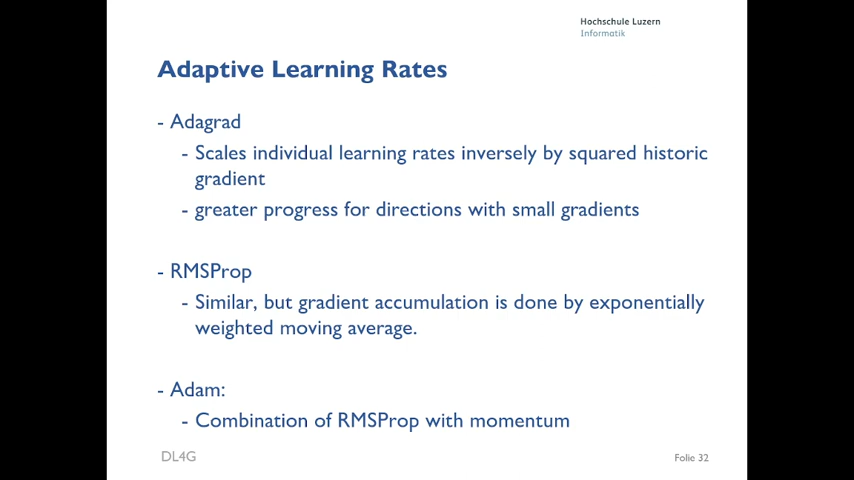 Hochschule Luzern
Informatik
Adaptive Learning Rates
- Adagrad
- Scales individual learning rates inversely by squared historic
gradient
- greater progress for directions with small gradients
- RMSProp
- Similar, but gradient accumulation is done by exponentially
weighted moving average.
- Adam:
- Combination of RMSProp with momentum
DL4G
Folie 32